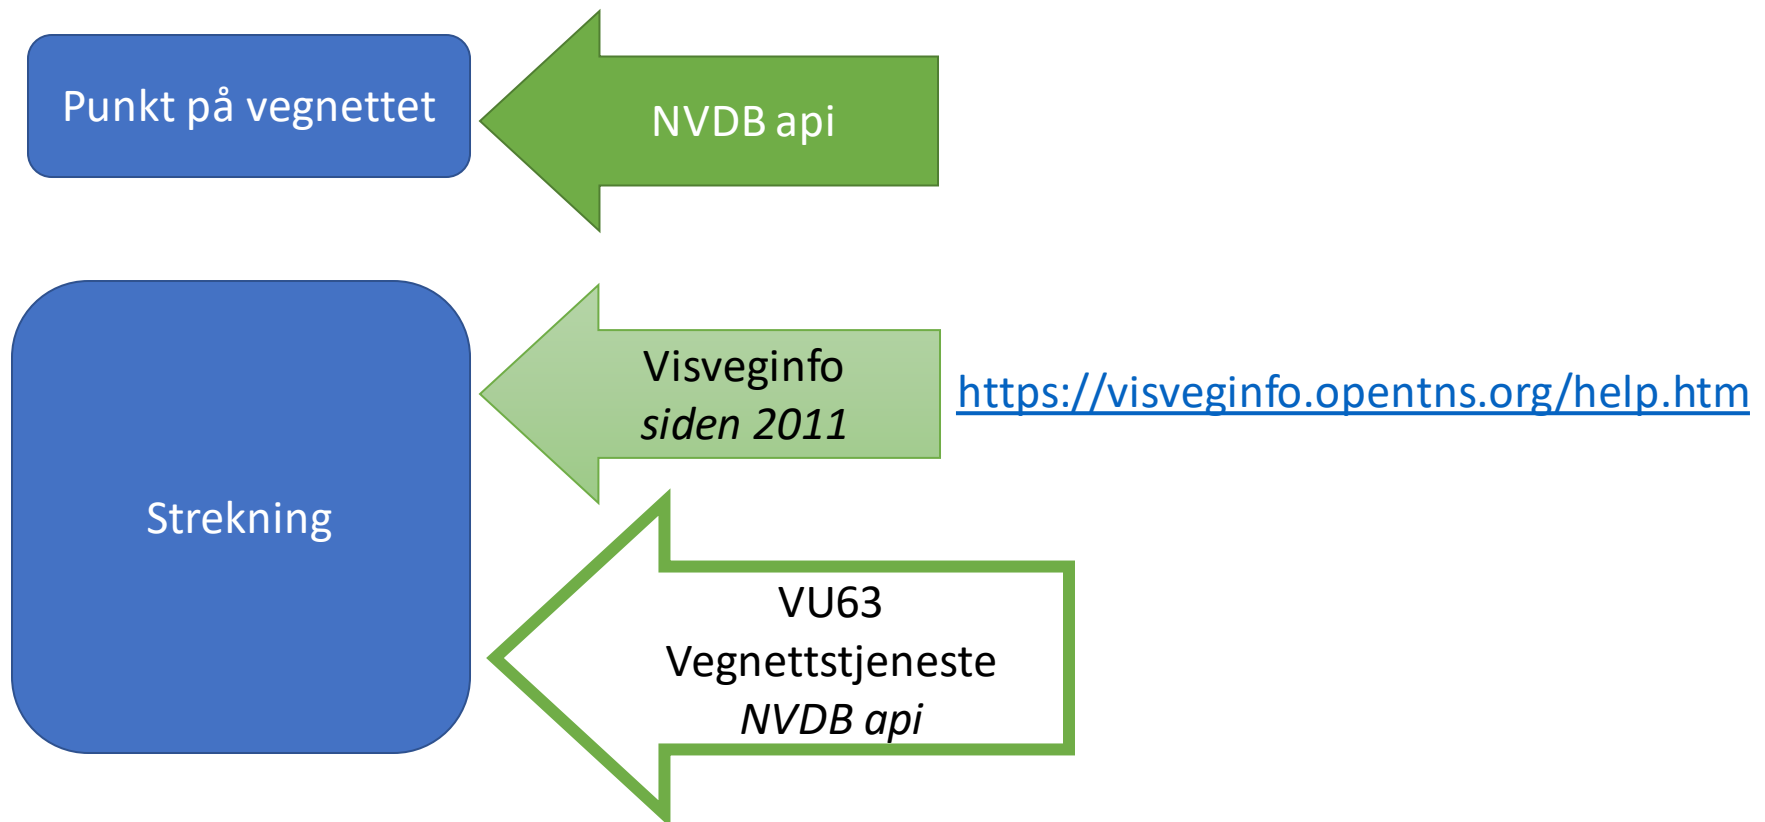 Punkt på vegnettet
NVDB api
Visveginfo
siden 2011
https://visveginfo.opentns.org/help.htm
Strekning
VU63
Vegnettstjeneste
NVDB api